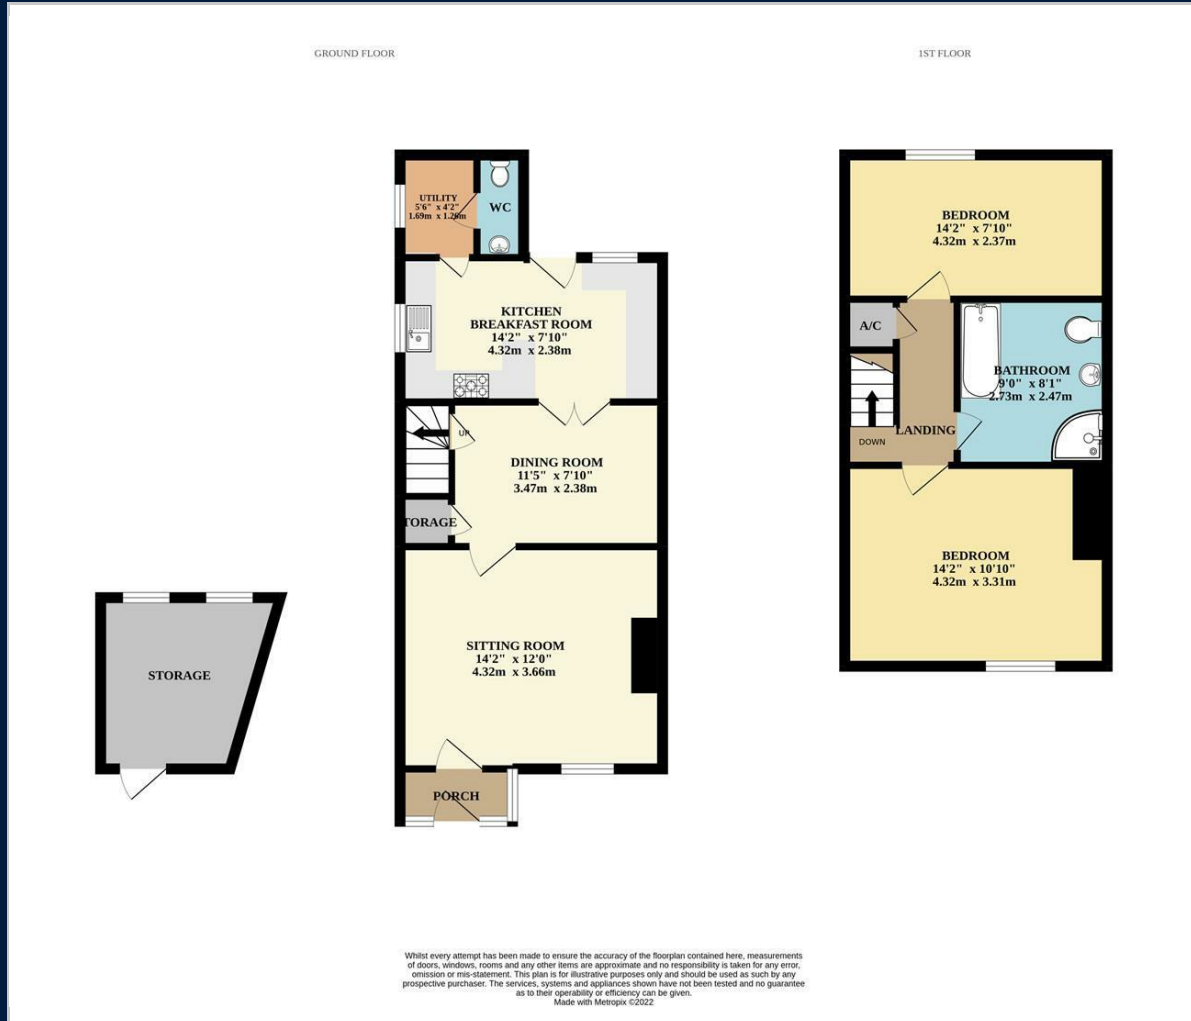 GROUND FLOOR
1ST FLOOR
UTILITY
5'6" x 4'2"
1.69m x 1.26m
WC
KITCHEN
BREAKFAST ROOM
14'2" x 7'10"
4.32m x 2.38m
UP
DINING ROOM
11'5" x 7'10"
3.47m x 2.38m
TORAGE
SITTING ROOM
14'2" x 12'0"
4.32m x 3.66m
PORCH
STORAGE
BEDROOM
14'2" x 7'10"
4.32m x 2.37m
A/C
BATHROOM
9'0" x 8'1"
2.73m x 2.47m
LANDING
DOWN
BEDROOM
14'2" x 10'10"
4.32m x 3.31m
Whilst every attempt has been made to ensure the accuracy of the floorplan contained here, measurements
of doors, windows, rooms and any other items are approximate and no responsibility is taken for any error,
omission or mis-statement. This plan is for illustrative purposes only and should be used as such by any
prospective purchaser. The services, systems and appliances shown have not been tested and no guarantee
as to their operability or efficiency can be given.
Made with Metropix ©2022